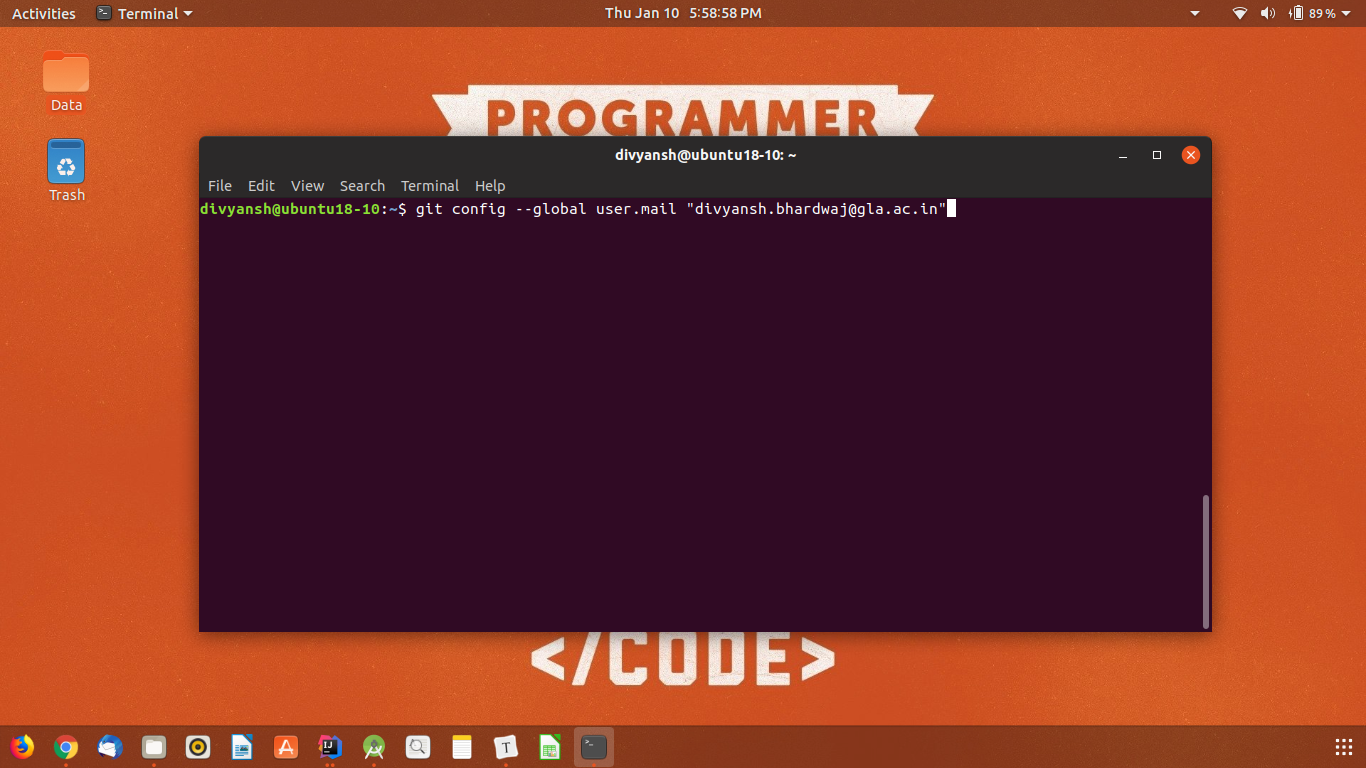 Activities Terminal Thu Jan 10 5:58:58 PM 89%
Data
Trash
PROGRAMMER
divyansh@ubuntu18-10: ~
File Edit View Search Terminal Help
divyansh@ubuntu18-10:~$ git config --global user.mail "divyansh.bhardwaj@gla.ac.in"
</CODE>